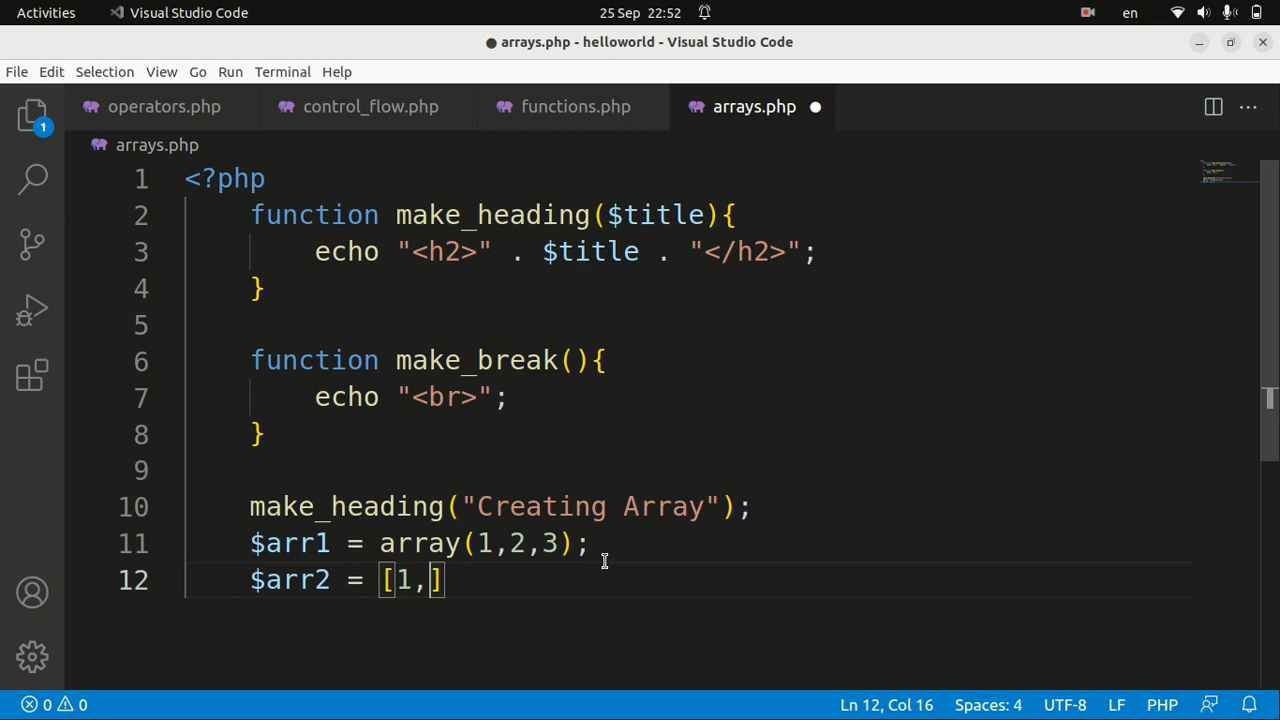 Activities Visual Studio Code 25 Sep 22:52 en
● arrays.php - helloworld - Visual Studio Code
File Edit Selection View Go Run Terminal Help
operators.php control_flow.php functions.php arrays.php
1
arrays.php
1 <?php
2 function make_heading($title){
3 echo "<h2>" . $title . "</h2>";
4 }
5
6 function make_break(){
7 echo "<br>";
8 }
9
10 make_heading("Creating Array");
11 $arr1 = array(1,2,3);
12 $arr2 = [1,]
0 0 Ln 12, Col 16 Spaces: 4 UTF-8 LF PHP